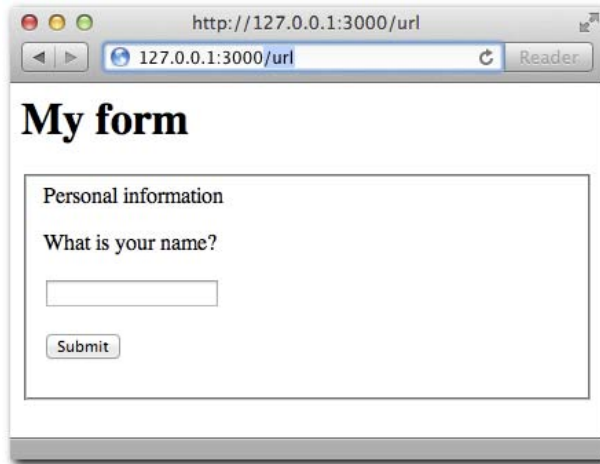 http://127.0.0.1:3000/url
127.0.0.1:3000/url
Reader
My form
Personal information
What is your name?
Submit